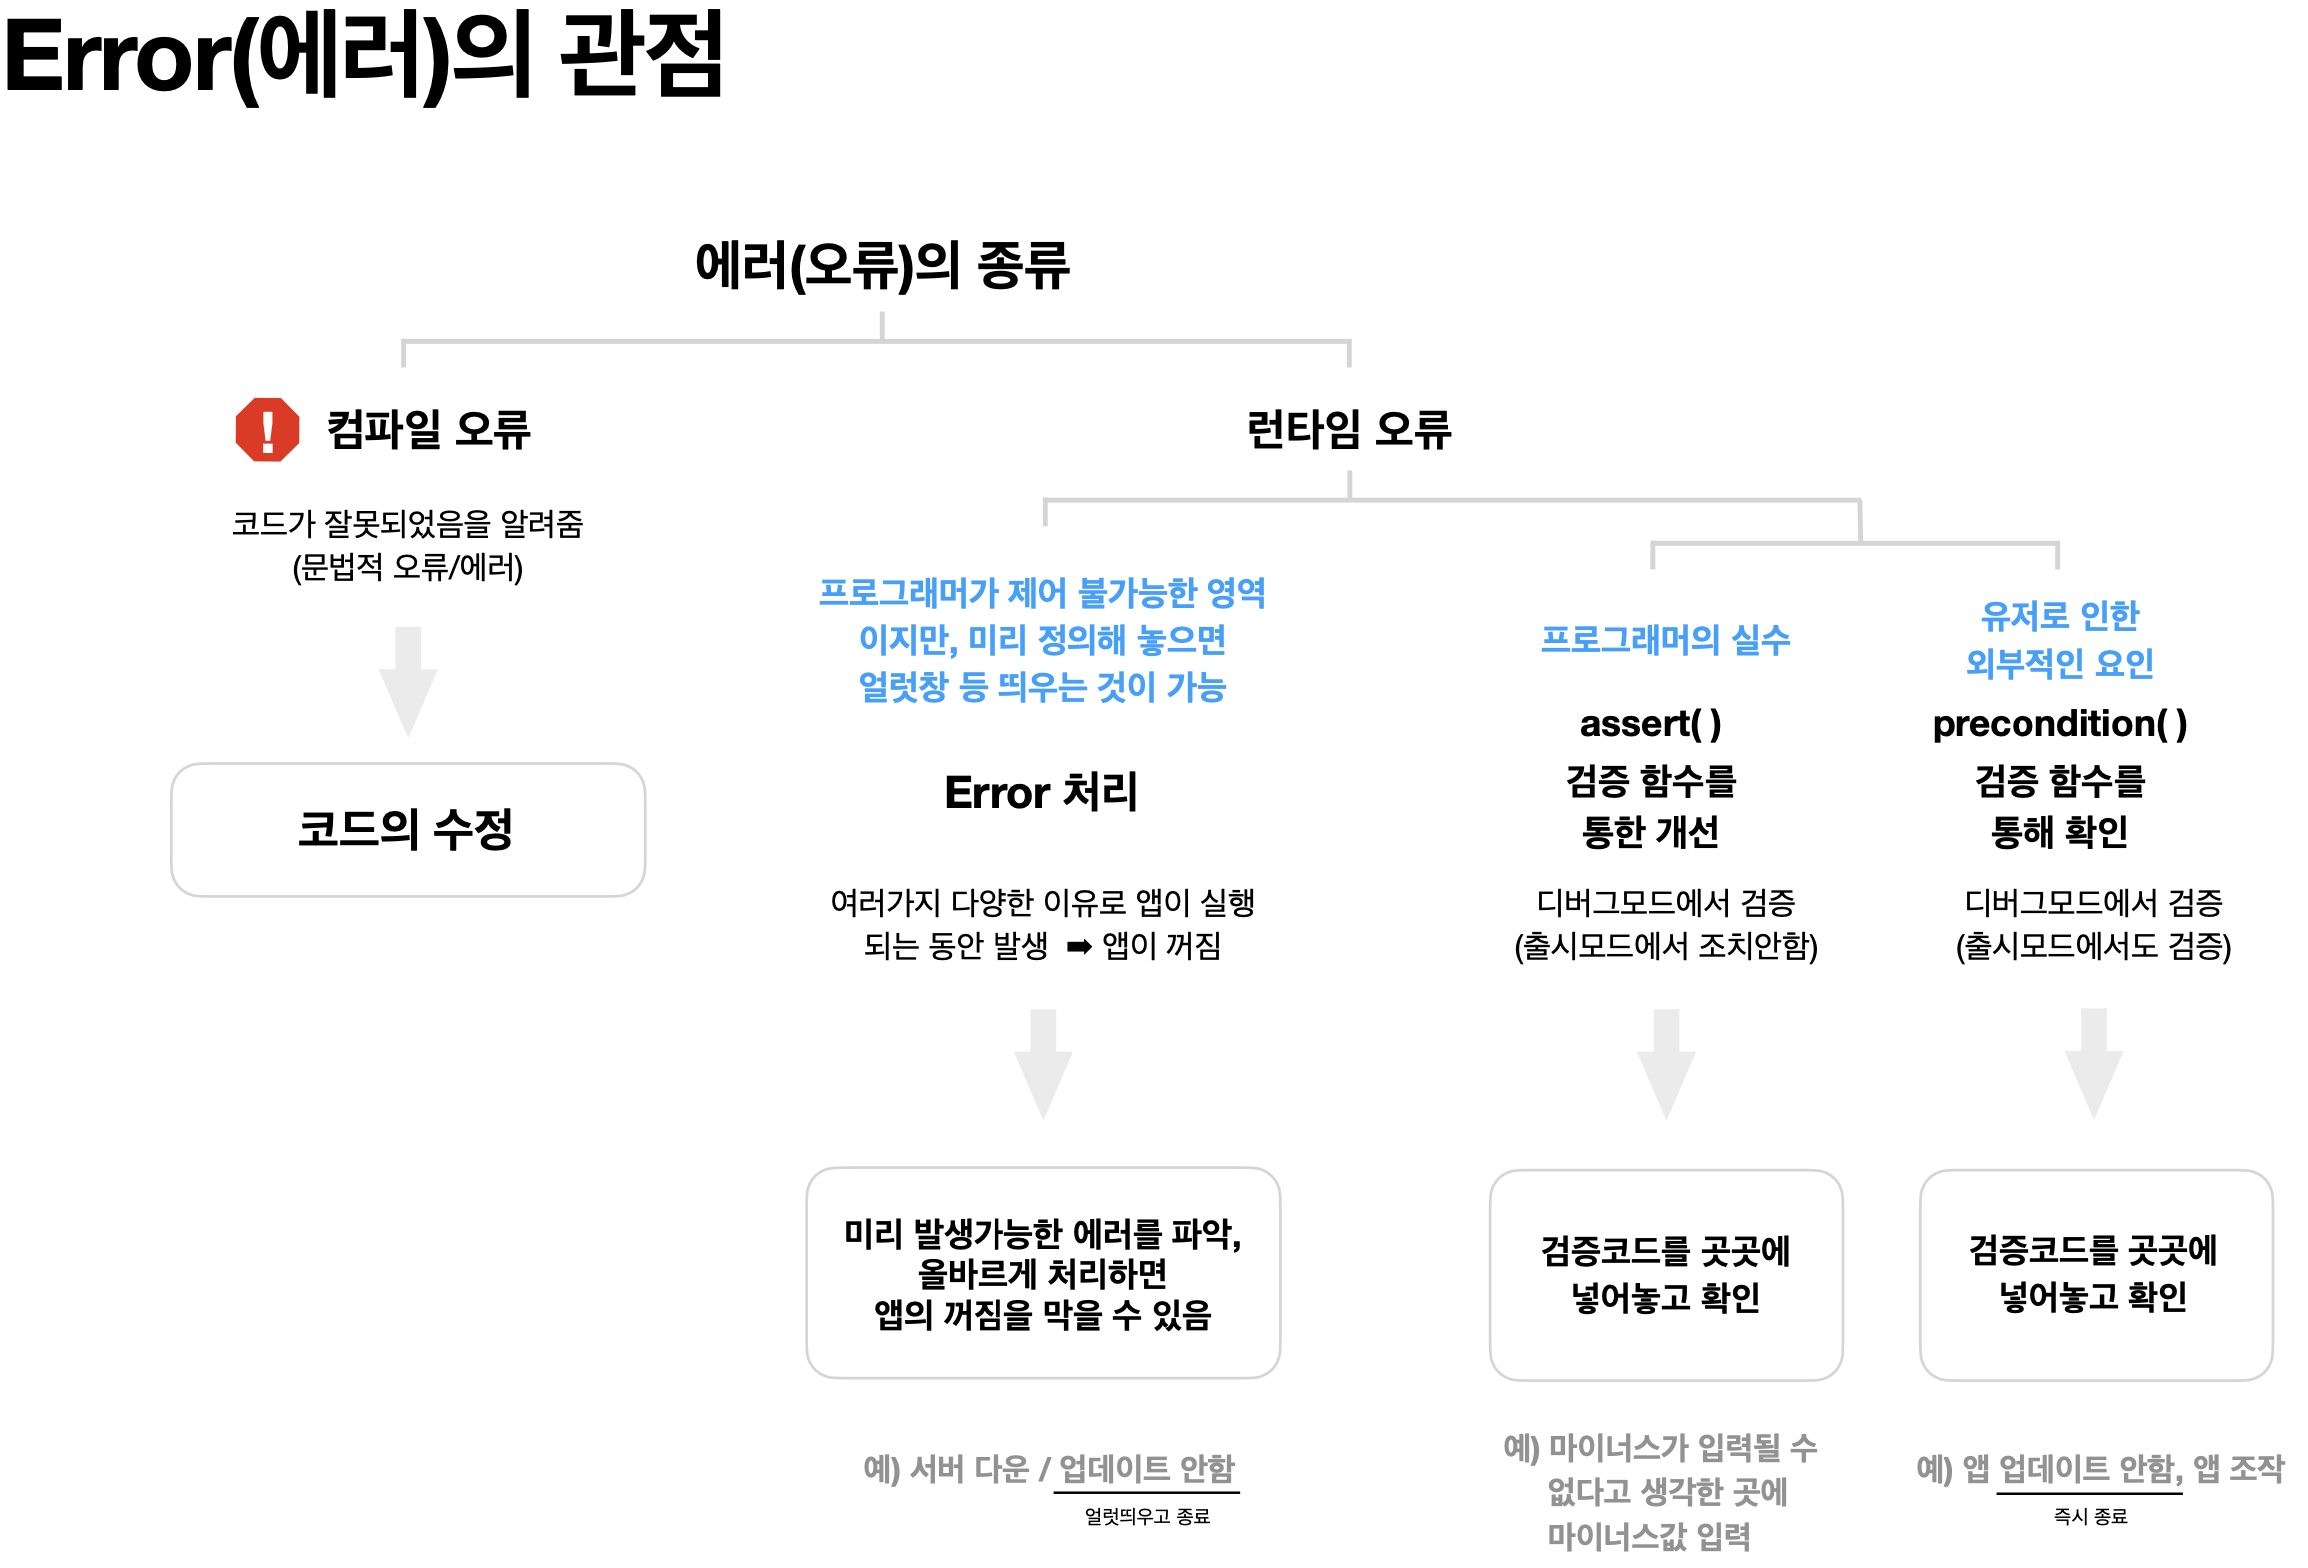 Error(에러)의 관점
에러(오류)의 종류
컴파일 오류
코드가 잘못되었음을 알려줌
(문법적 오류/에러)
코드의 수정
런타임 오류
프로그래머가 제어 불가능한 영역
이지만, 미리 정의해 놓으면
얼럿창 등 띄우는 것이 가능
Error 처리
여러가지 다양한 이유로 앱이 실행
되는 동안 발생 ➡ 앱이 꺼짐
미리 발생가능한 에러를 파악,
올바르게 처리하면
앱의 꺼짐을 막을 수 있음
예) 서버 다운 / 업데이트 안함
얼럿띄우고 종료
프로그래머의 실수
assert( )
검증 함수를
통한 개선
디버그모드에서 검증
(출시모드에서 조치안함)
검증코드를 곳곳에
넣어놓고 확인
예) 마이너스가 입력될 수
없다고 생각한 곳에
마이너스값 입력
유저로 인한
외부적인 요인
precondition( )
검증 함수를
통해 확인
디버그모드에서 검증
(출시모드에서도 검증)
검증코드를 곳곳에
넣어놓고 확인
예) 앱 업데이트 안함, 앱 조작
즉시 종료